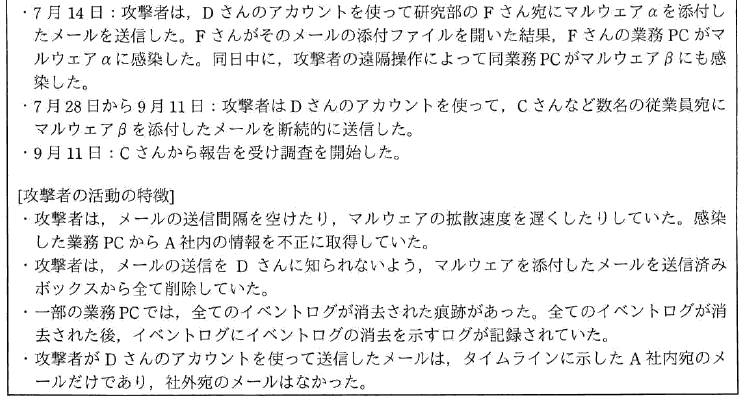 ・7月14日：攻撃者は，Dさんのアカウントを使って研究部のFさん宛にマルウェアαを添付し
たメールを送信した。Fさんがそのメールの添付ファイルを開いた結果，Fさんの業務PCがマ
ルウェアαに感染した。同日中に，攻撃者の遠隔操作によって同業務PCがマルウェアβにも感
染した。
・7月28日から9月11日：攻撃者はDさんのアカウントを使って，Cさんなど数名の従業員宛に
マルウェアβを添付したメールを断続的に送信した。
・9月11日：Cさんから報告を受け調査を開始した。
[攻撃者の活動の特徴]
・攻撃者は，メールの送信間隔を空けたり，マルウェアの拡散速度を遅くしたりしていた。感染
した業務PCからA社内の情報を不正に取得していた。
・攻撃者は，メールの送信をDさんに知られないよう，マルウェアを添付したメールを送信済み
ボックスから全て削除していた。
・一部の業務PCでは，全てのイベントログが消去された痕跡があった。全てのイベントログが消
去された後，イベントログにイベントログの消去を示すログが記録されていた。
・攻撃者がDさんのアカウントを使って送信したメールは，タイムラインに示したA社内宛のメ
ールだけであり，社外宛のメールはなかった。